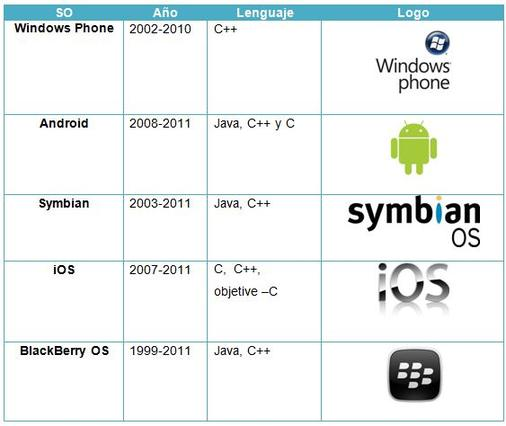 SO Año Lenguaje Logo
Windows Phone 2002-2010 C++
Windows
phone
Android 2008-2011 Java, C++ y C
Symbian 2003-2011 Java, C++
symbian
OS
iOS 2007-2011 C, C++,
objetive –C
iOS
BlackBerry OS 1999-2011 Java, C++